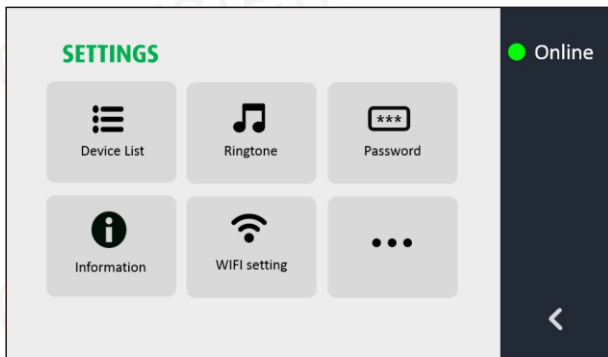 SETTINGS
Online
Device List
Ringtone
***
Password
Information
WIFI setting